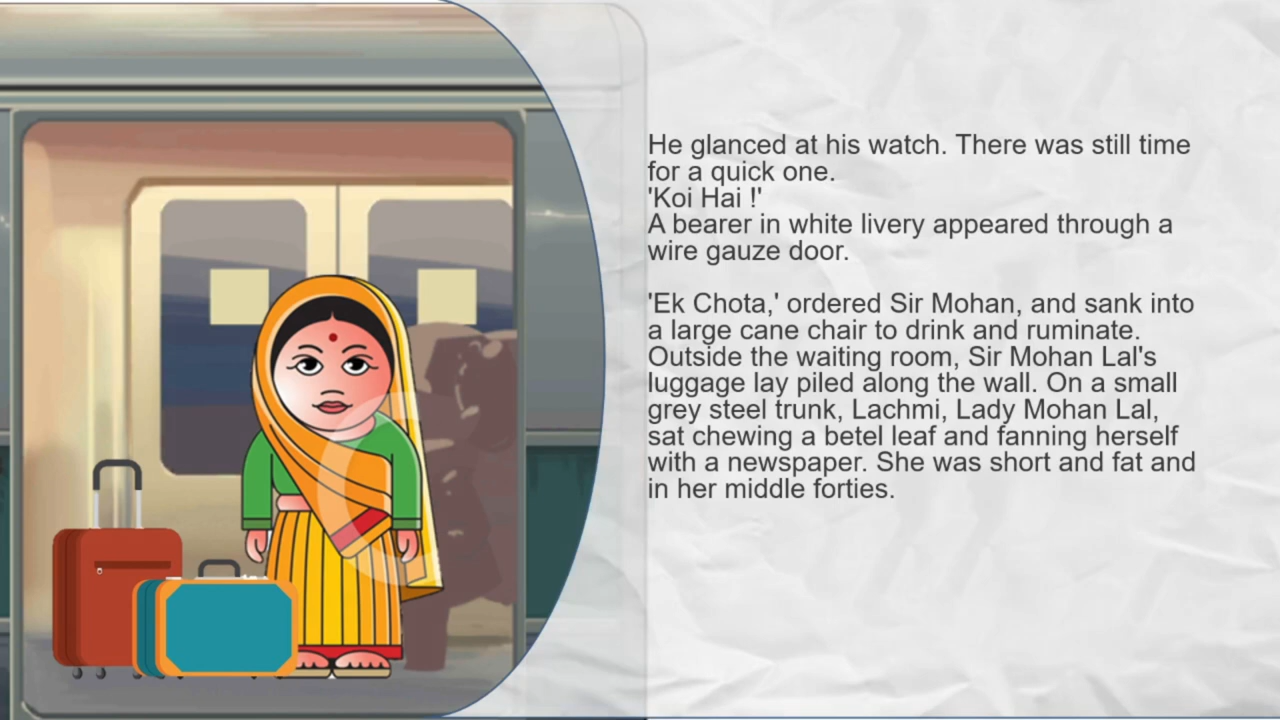 He glanced at his watch. There was still time
for a quick one.
'Koi Hai !'
A bearer in white livery appeared through a
wire gauze door.
'Ek Chota,' ordered Sir Mohan, and sank into
a large cane chair to drink and ruminate.
Outside the waiting room, Sir Mohan Lal's
luggage lay piled along the wall. On a small
grey steel trunk, Lachmi, Lady Mohan Lal,
sat chewing a betel leaf and fanning herself
with a newspaper. She was short and fat and
in her middle forties.